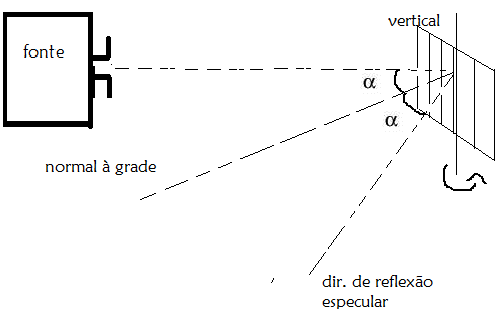 vertical
fonte
α
α
normal à grade
dir. de reflexão
especular